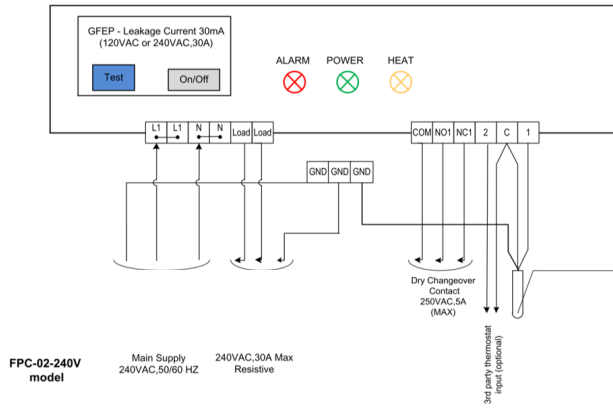 GFEP - Leakage Current 30mA
(120VAC or 240VAC,30A)
Test
On/Off
ALARM
POWER
HEAT
L1
L1
N
N
Load
Load
COM
NO1
NC1
2
C
1
GND
GND
GND
Dry Changeover
Contact
250VAC,5A
(MAX)
3rd party thermostat
input (optional)
FPC-02-240V
model
Main Supply
240VAC,50/60 HZ
240VAC,30A Max
Resistive